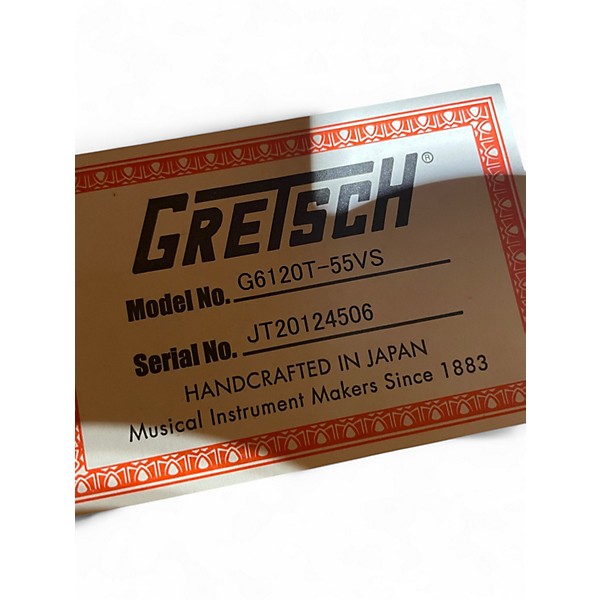 GRETSCH®
Model No. G6120T-55VS
Serial No. JT20124506
HANDCRAFTED IN JAPAN
Musical Instrument Makers Since 1883